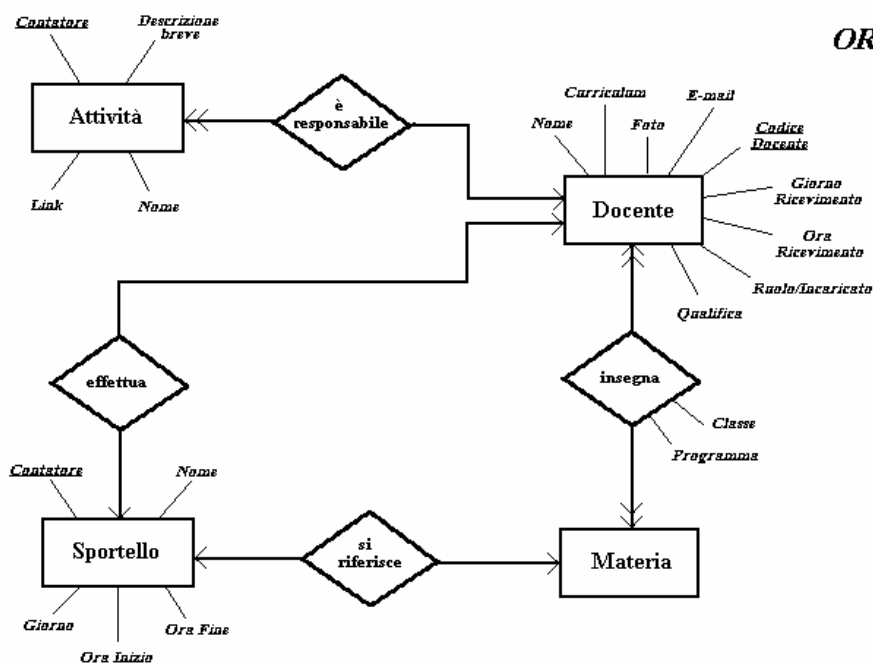 Contatore
Descrizione
breve
OR
Attività
è
responsabile
Link
Nome
Nome
Curriculum
Foto
E-mail
Codice
Docente
Docente
Giorno
Ricevimento
Ora
Ricevimento
Ruolo/Incaricato
Qualifica
effettua
insegna
Classe
Programma
Contatore
Nome
Sportello
si
riferisce
Materia
Giorno
Ora Inizio
Ora Fine